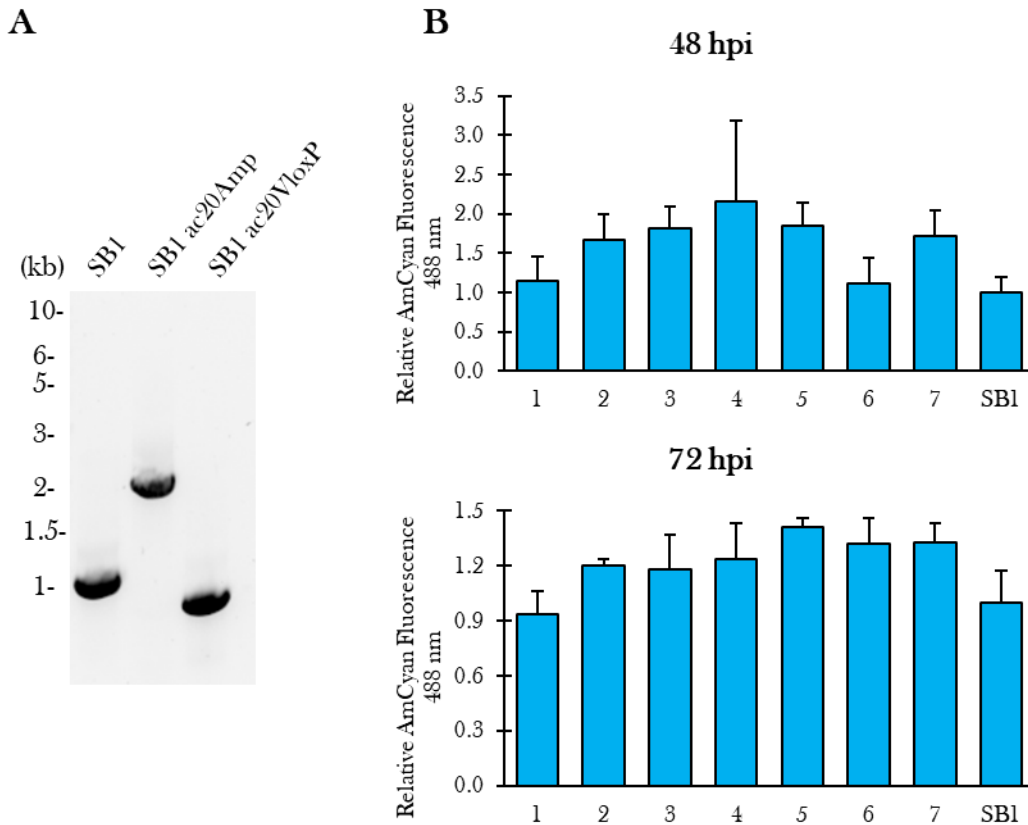 A
SB1
SB1 ac20Amp
SB1 ac20VloxP
(kb)
10-
6-
5-
3-
2-
1.5-
1-
B
48 hpi
Relative AmCyan Fluorescence
488 nm
3.5
3.0
2.5
2.0
1.5
1.0
0.5
0.0
1 2 3 4 5 6 7 SB1
72 hpi
Relative AmCyan Fluorescence
488 nm
1.5
1.2
0.9
0.6
0.3
0.0
1 2 3 4 5 6 7 SB1